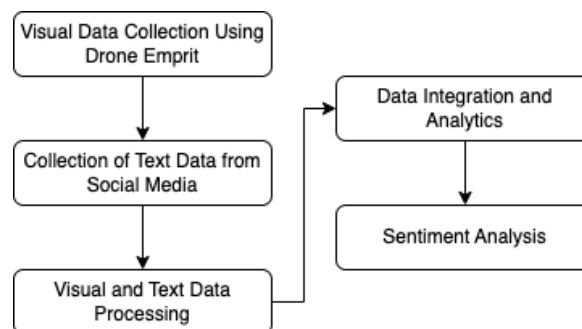 Visual Data Collection Using
Drone Emprit
Collection of Text Data from
Social Media
Visual and Text Data
Processing
Data Integration and
Analytics
Sentiment Analysis